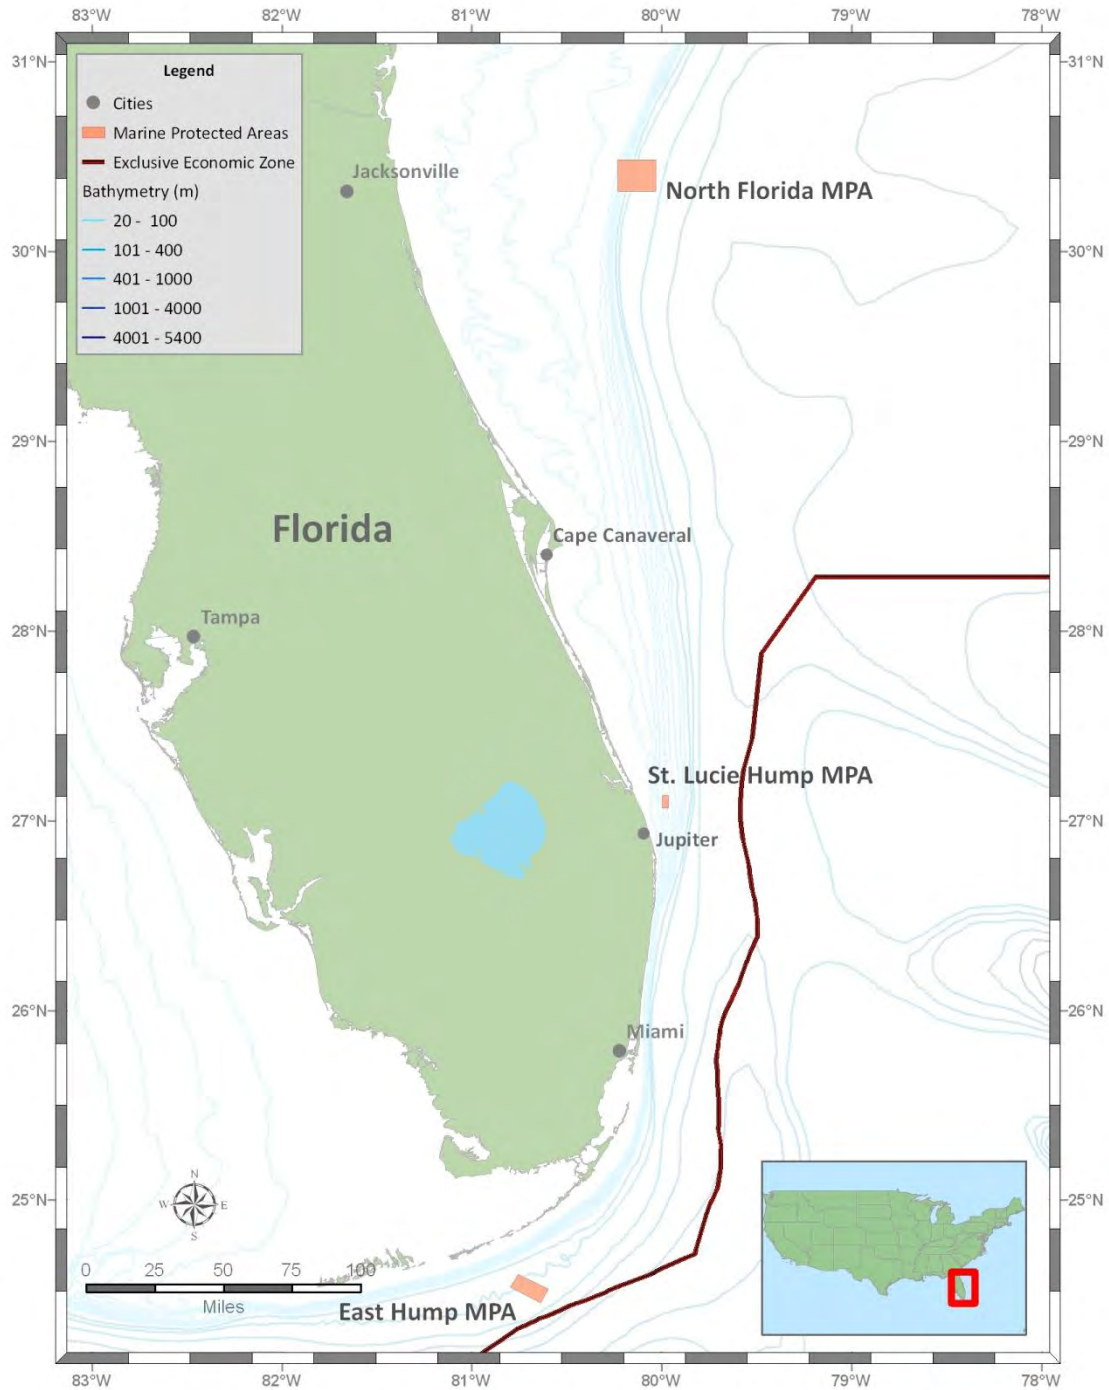 83°W 82°W 81°W 80°W 79°W 78°W
31°N 31°N
Legend
Cities
Marine Protected Areas
Exclusive Economic Zone
Bathymetry (m)
20 - 100
101 - 400
401 - 1000
1001 - 4000
4001 - 5400
Jacksonville
North Florida MPA
30°N 30°N
29°N 29°N
Florida
Cape Canaveral
28°N 28°N
Tampa
St. Lucie Hump MPA
27°N 27°N
Jupiter
26°N 26°N
Miami
25°N 25°N
N
W E
S
0 25 50 75 100
Miles
East Hump MPA
83°W 82°W 81°W 80°W 79°W 78°W